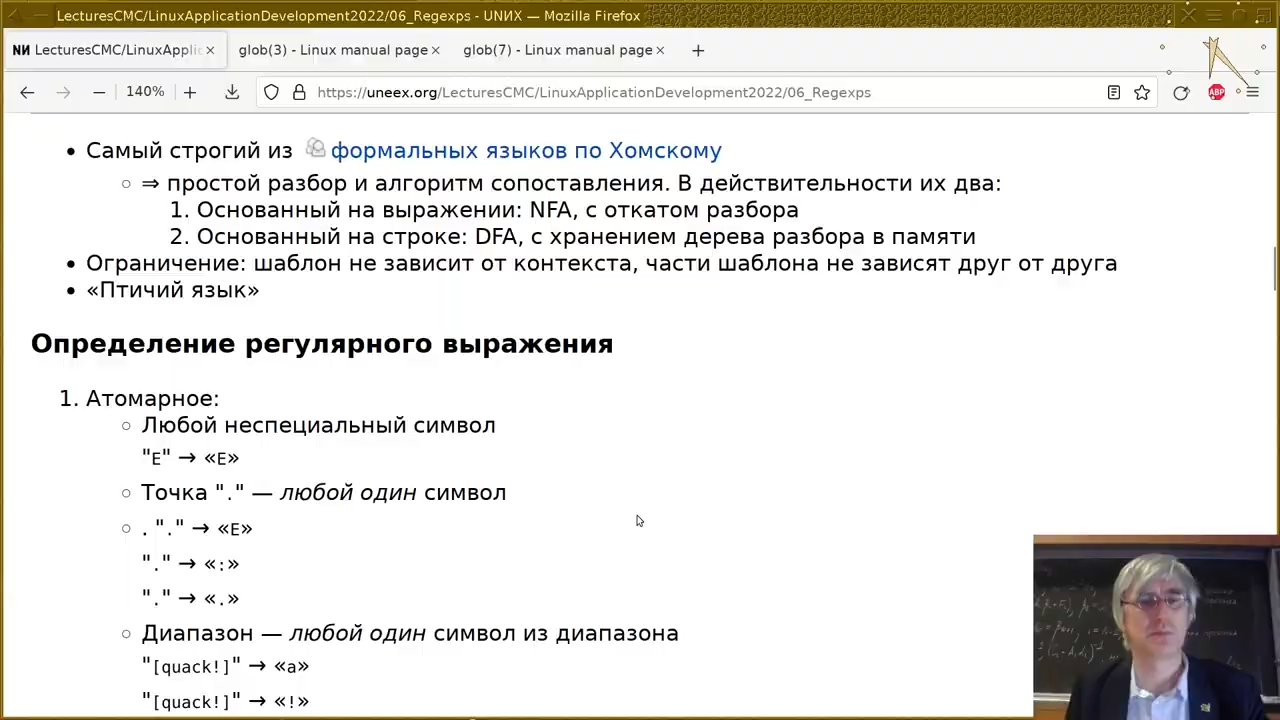 LecturesCMC/LinuxApplicationDevelopment2022/06_Regexps - UNИX — Mozilla Firefox
NИ LecturesCMC/LinuxAppli
glob(3) - Linux manual page
glob(7) - Linux manual page
140%
https://uneex.org/LecturesCMC/LinuxApplicationDevelopment2022/06_Regexps
ABP
• Самый строгий из формальных языков по Хомскому
⇒ простой разбор и алгоритм сопоставления. В действительности их два:
1. Основанный на выражении: NFA, с откатом разбора
2. Основанный на строке: DFA, с хранением дерева разбора в памяти
• Ограничение: шаблон не зависит от контекста, части шаблона не зависят друг от друга
• «Птичий язык»
Определение регулярного выражения
1. Атомарное:
Любой неспециальный символ
"E" → «E»
Точка "." — любой один символ
. "." → «E»
"." → «:»
"." → «.»
Диапазон — любой один символ из диапазона
"[quack!]" → «a»
"[quack!]" → «!»